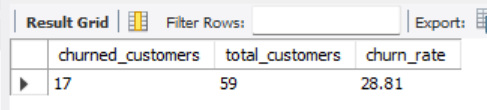 Result Grid Filter Rows: Export:
churned_customers total_customers churn_rate
17 59 28.81